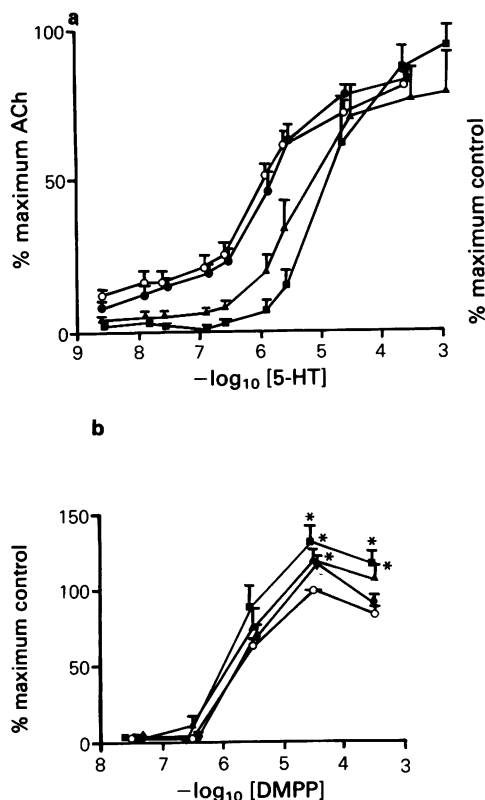 a
100
50
0
% maximum ACh
9 8 7 6 5 4 3
−log₁₀ [5-HT]
% maximum control
b
150
100
50
0
% maximum control
* * *
* *
8 7 6 5 4 3
−log₁₀ [DMPP]